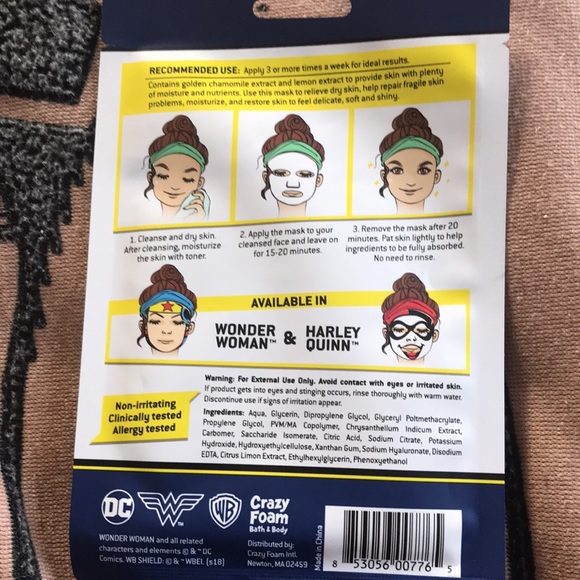 RECOMMENDED USE: Apply 3 or more times a week for ideal results.
Contains golden chamomile extract and lemon extract to provide skin with plenty
of moisture and nutrients. Use this mask to relieve dry skin, help repair fragile skin
problems, moisturize, and restore skin to feel delicate, soft and shiny.
1. Cleanse and dry skin.
After cleansing, moisturize
the skin with toner.
2. Apply the mask to your
cleansed face and leave on
for 15-20 minutes.
3. Remove the mask after 20
minutes. Pat skin lightly to help
ingredients to be fully absorbed.
No need to rinse.
AVAILABLE IN
WONDER
WOMAN™
&
HARLEY
QUINN™
Warning: For External Use Only. Avoid contact with eyes or irritated skin.
If product gets into eyes and stinging occurs, rinse thoroughly with warm water.
Discontinue use if signs of irritation appear.
Non-irritating
Clinically tested
Allergy tested
Ingredients: Aqua, Glycerin, Dipropylene Glycol, Glyceryl Poltmethacrylate,
Propylene Glycol, PVM/MA Copolymer, Chrysanthellum Indicum Extract,
Carbomer, Saccharide Isomerate, Citric Acid, Sodium Citrate, Potassium
Hydroxide, Hydroxyethylcellulose, Xanthan Gum, Sodium Hyaluronate, Disodium
EDTA, Citrus Limon Extract, Ethylhexylglycerin, Phenoxyethanol
DC
WB
Crazy
Foam
Bath & Body
WONDER WOMAN and all related
characters and elements © & ™ DC
Comics. WB SHIELD: © & ™ WBEI. (s18)
Distributed by:
Crazy Foam Intl.
Newton, MA 02459
Made in China
8 53056 00776 5